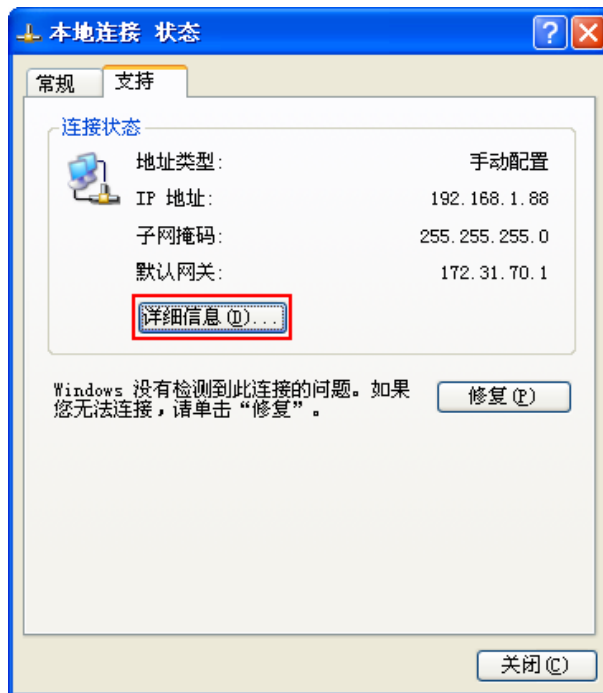 本地连接 状态
常规 支持
连接状态
地址类型: 手动配置
IP 地址: 192.168.1.88
子网掩码: 255.255.255.0
默认网关: 172.31.70.1
详细信息(D)...
Windows 没有检测到此连接的问题。如果
您无法连接，请单击“修复”。
修复(P)
关闭(C)